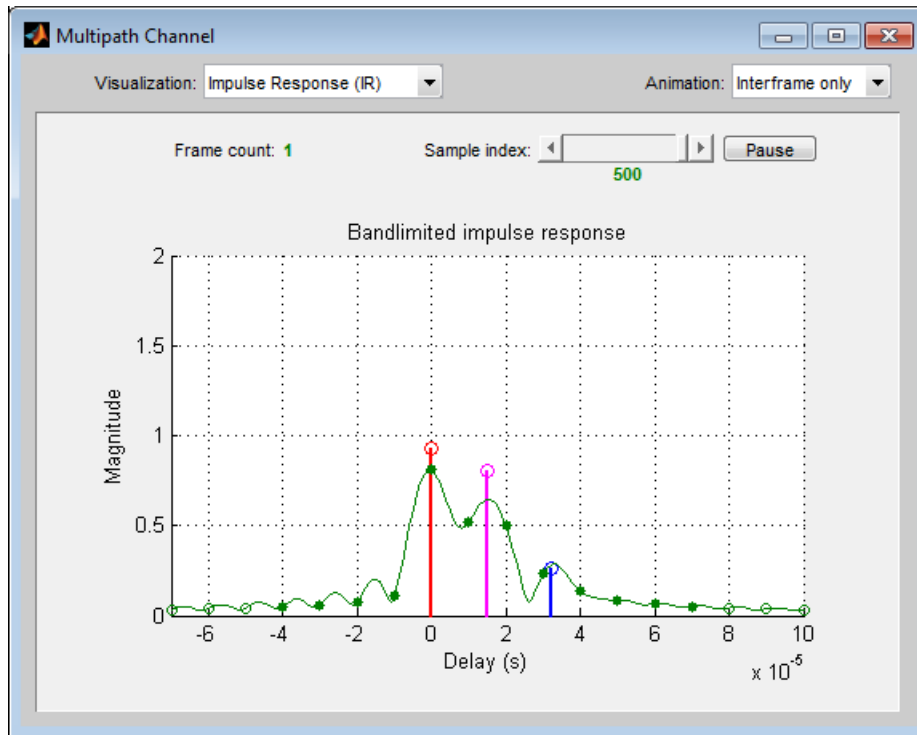 Multipath Channel
Visualization: Impulse Response (IR) Animation: Interframe only
Frame count: 1 Sample index: Pause
500
Bandlimited impulse response
2
1.5
1
0.5
0
Magnitude
-6 -4 -2 0 2 4 6 8 10
Delay (s)
x 10^-5